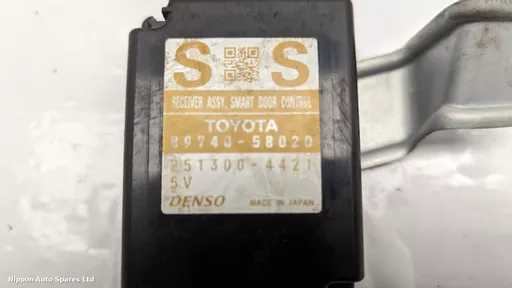 S S
RECEIVER ASSY, SMART DOOR CONTROL
TOYOTA
89740-58020
251300-4421
5V
DENSO MADE IN JAPAN
Nippon Auto Spares Ltd